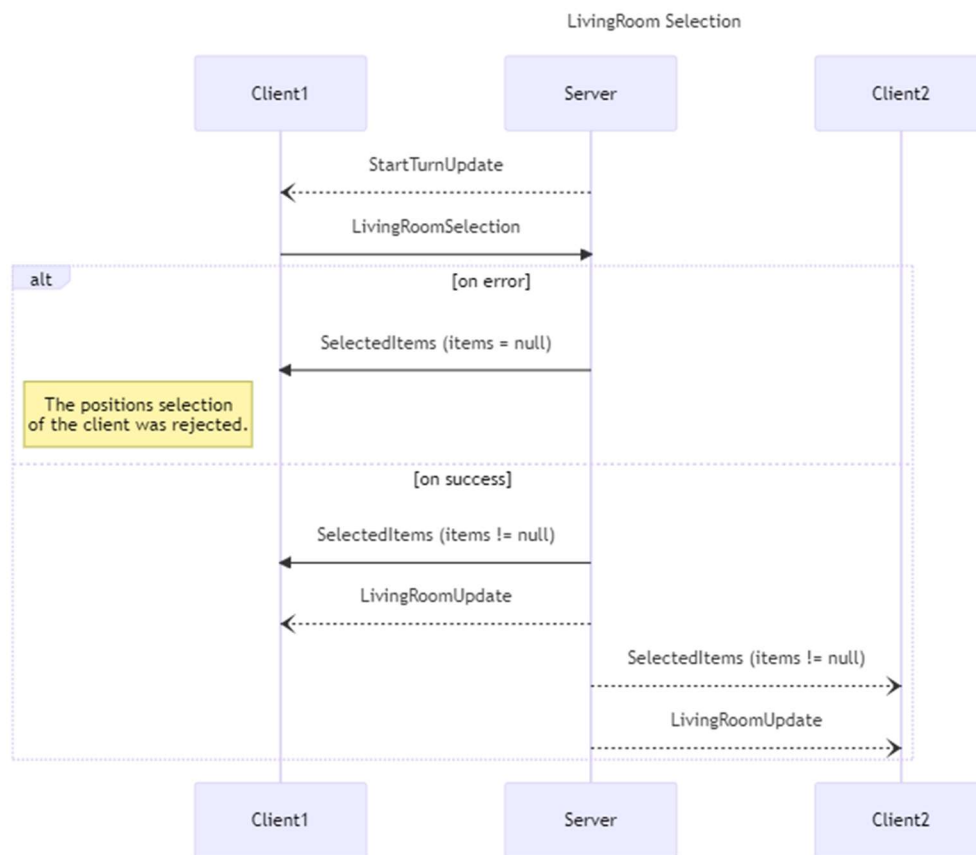 LivingRoom Selection
Client1
Server
Client2
StartTurnUpdate
LivingRoomSelection
alt
[on error]
SelectedItems (items = null)
The positions selection
of the client was rejected.
[on success]
SelectedItems (items != null)
LivingRoomUpdate
SelectedItems (items != null)
LivingRoomUpdate
Client1
Server
Client2